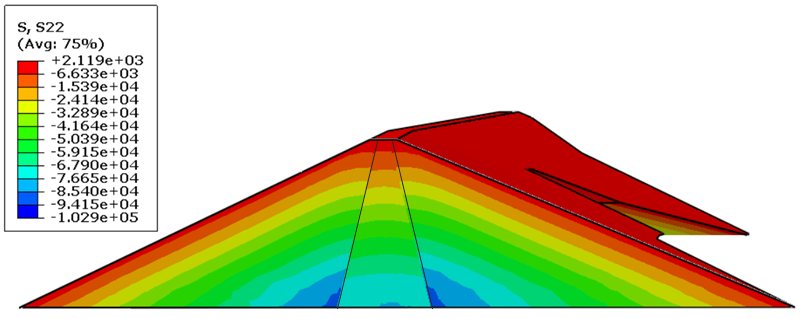 S, S22
(Avg: 75%)
+2.119e+03
-6.633e+03
-1.539e+04
-2.414e+04
-3.289e+04
-4.164e+04
-5.039e+04
-5.915e+04
-6.790e+04
-7.665e+04
-8.540e+04
-9.415e+04
-1.029e+05